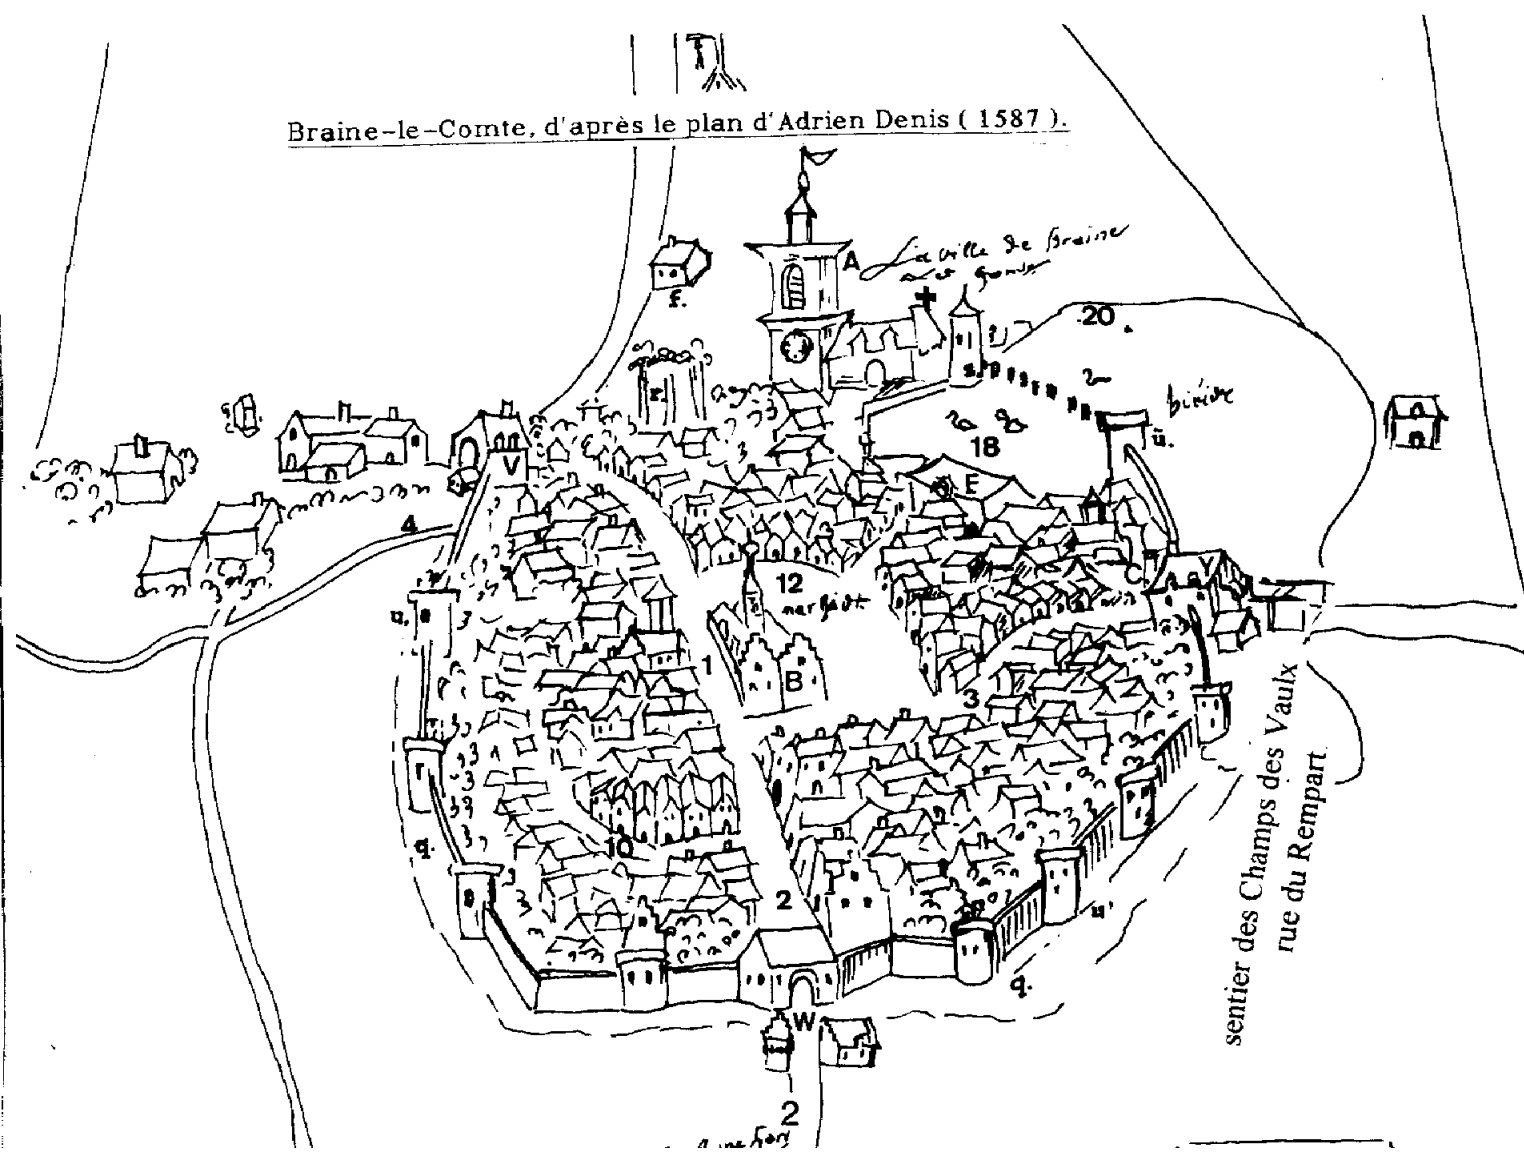 Braine-le-Comte, d'après le plan d'Adrien Denis ( 1587 ).
A
La ville de Braine
f.
20
r.
18
ü.
V
E
4
12
Y
u.
1
B
3
r
q.
10
2
u
q.
W
2
sentier des Champs des Vaulx
rue du Rempart